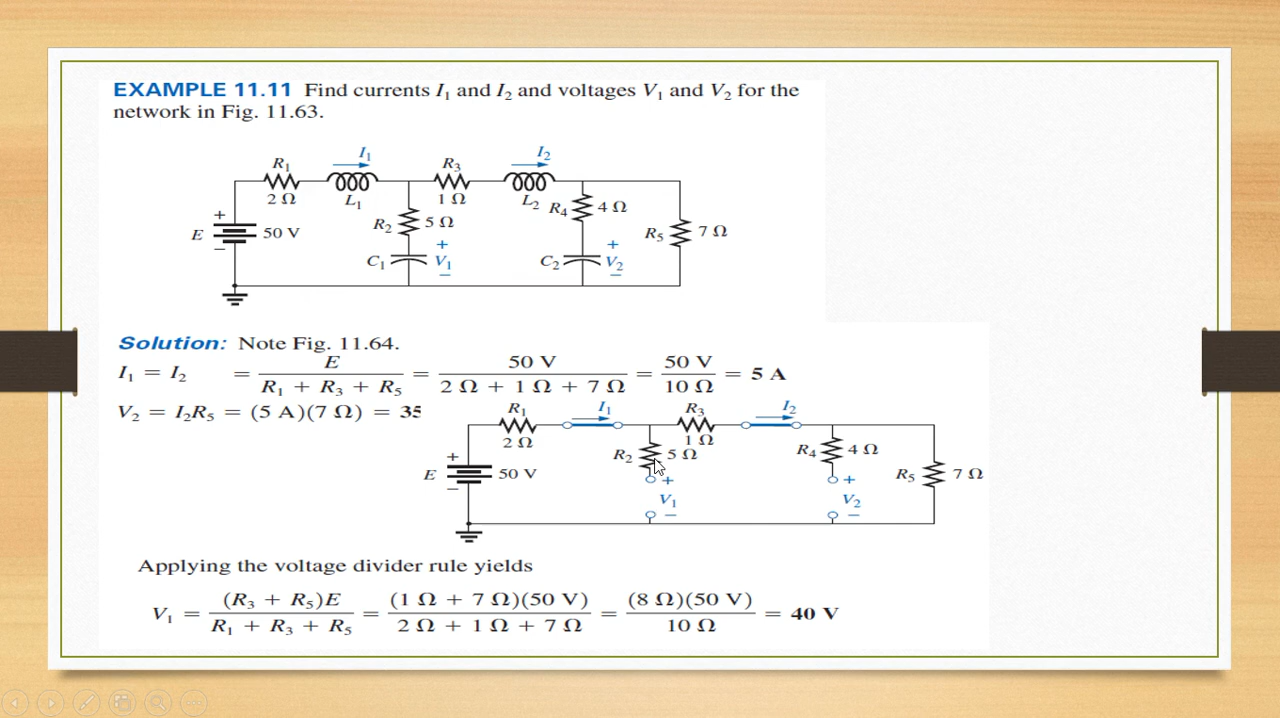 EXAMPLE 11.11 Find currents I₁ and I₂ and voltages V₁ and V₂ for the
network in Fig. 11.63.
I₁ I₂
R₁ R₃
2 Ω L₁ 1 Ω L₂ R₄ 4 Ω
R₂ 5 Ω
+ E 50 V − R₅ 7 Ω
C₁ + V₁ − C₂ + V₂ −
Solution: Note Fig. 11.64.
I₁ = I₂ = E / (R₁ + R₃ + R₅) = 50 V / (2 Ω + 1 Ω + 7 Ω) = 50 V / 10 Ω = 5 A
V₂ = I₂R₅ = (5 A)(7 Ω) = 35
R₁ I₁ R₃ I₂
2 Ω 1 Ω
R₂ 5 Ω R₄ 4 Ω
+ E 50 V − R₅ 7 Ω
+ V₁ − + V₂ −
Applying the voltage divider rule yields
V₁ = (R₃ + R₅)E / (R₁ + R₃ + R₅) = (1 Ω + 7 Ω)(50 V) / (2 Ω + 1 Ω + 7 Ω) = (8 Ω)(50 V) / 10 Ω = 40 V